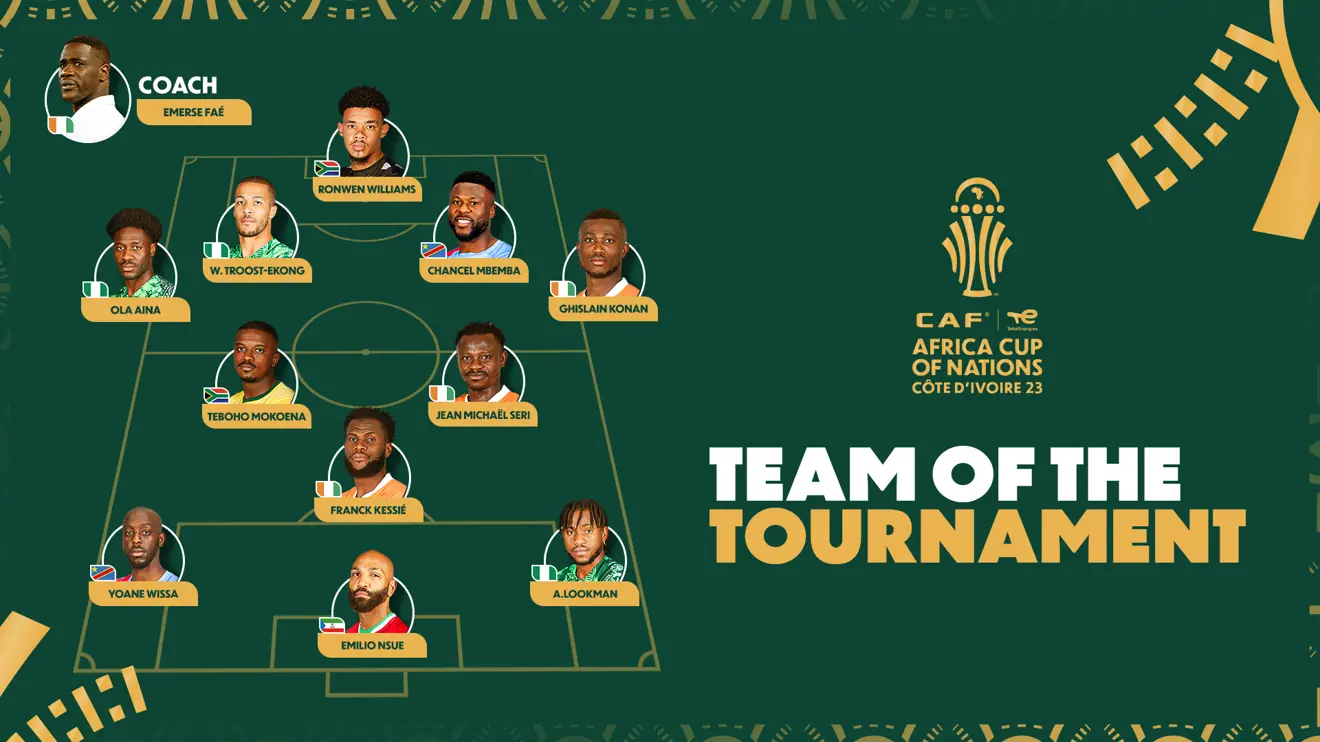 COACH
EMERSE FAÉ
RONWEN WILLIAMS
W. TROOST-EKONG
CHANCEL MBEMBA
OLA AINA
GHISLAIN KONAN
TEBOHO MOKOENA
JEAN MICHAËL SERI
FRANCK KESSIÉ
YOANE WISSA
A.LOOKMAN
EMILIO NSUE
CAF
TotalEnergies
AFRICA CUP
OF NATIONS
CÔTE D'IVOIRE 23
TEAM OF THE
TOURNAMENT